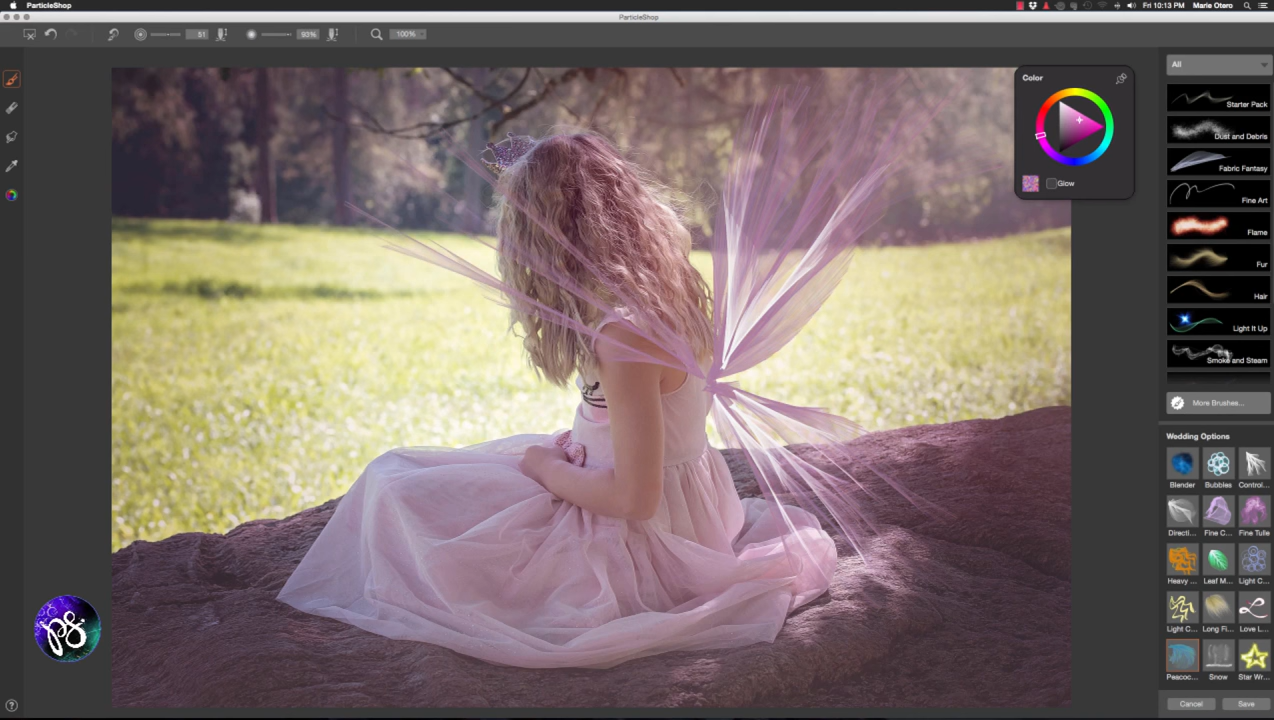 ParticleShop
Fri 10:13 PM Marie Otero
ParticleShop
51
93%
100%
All
Color
Glow
Starter Pack
Dust and Debris
Fabric Fantasy
Fine Art
Flame
Fur
Hair
Light It Up
Smoke and Steam
More Brushes...
Wedding Options
Blender Bubbles Control...
Directi... Fine C... Fine Tulle
Heavy ... Leaf M... Light C...
Light C... Long Fi... Love L...
Peacoc... Snow Star Wr...
ps.
?
Cancel Save